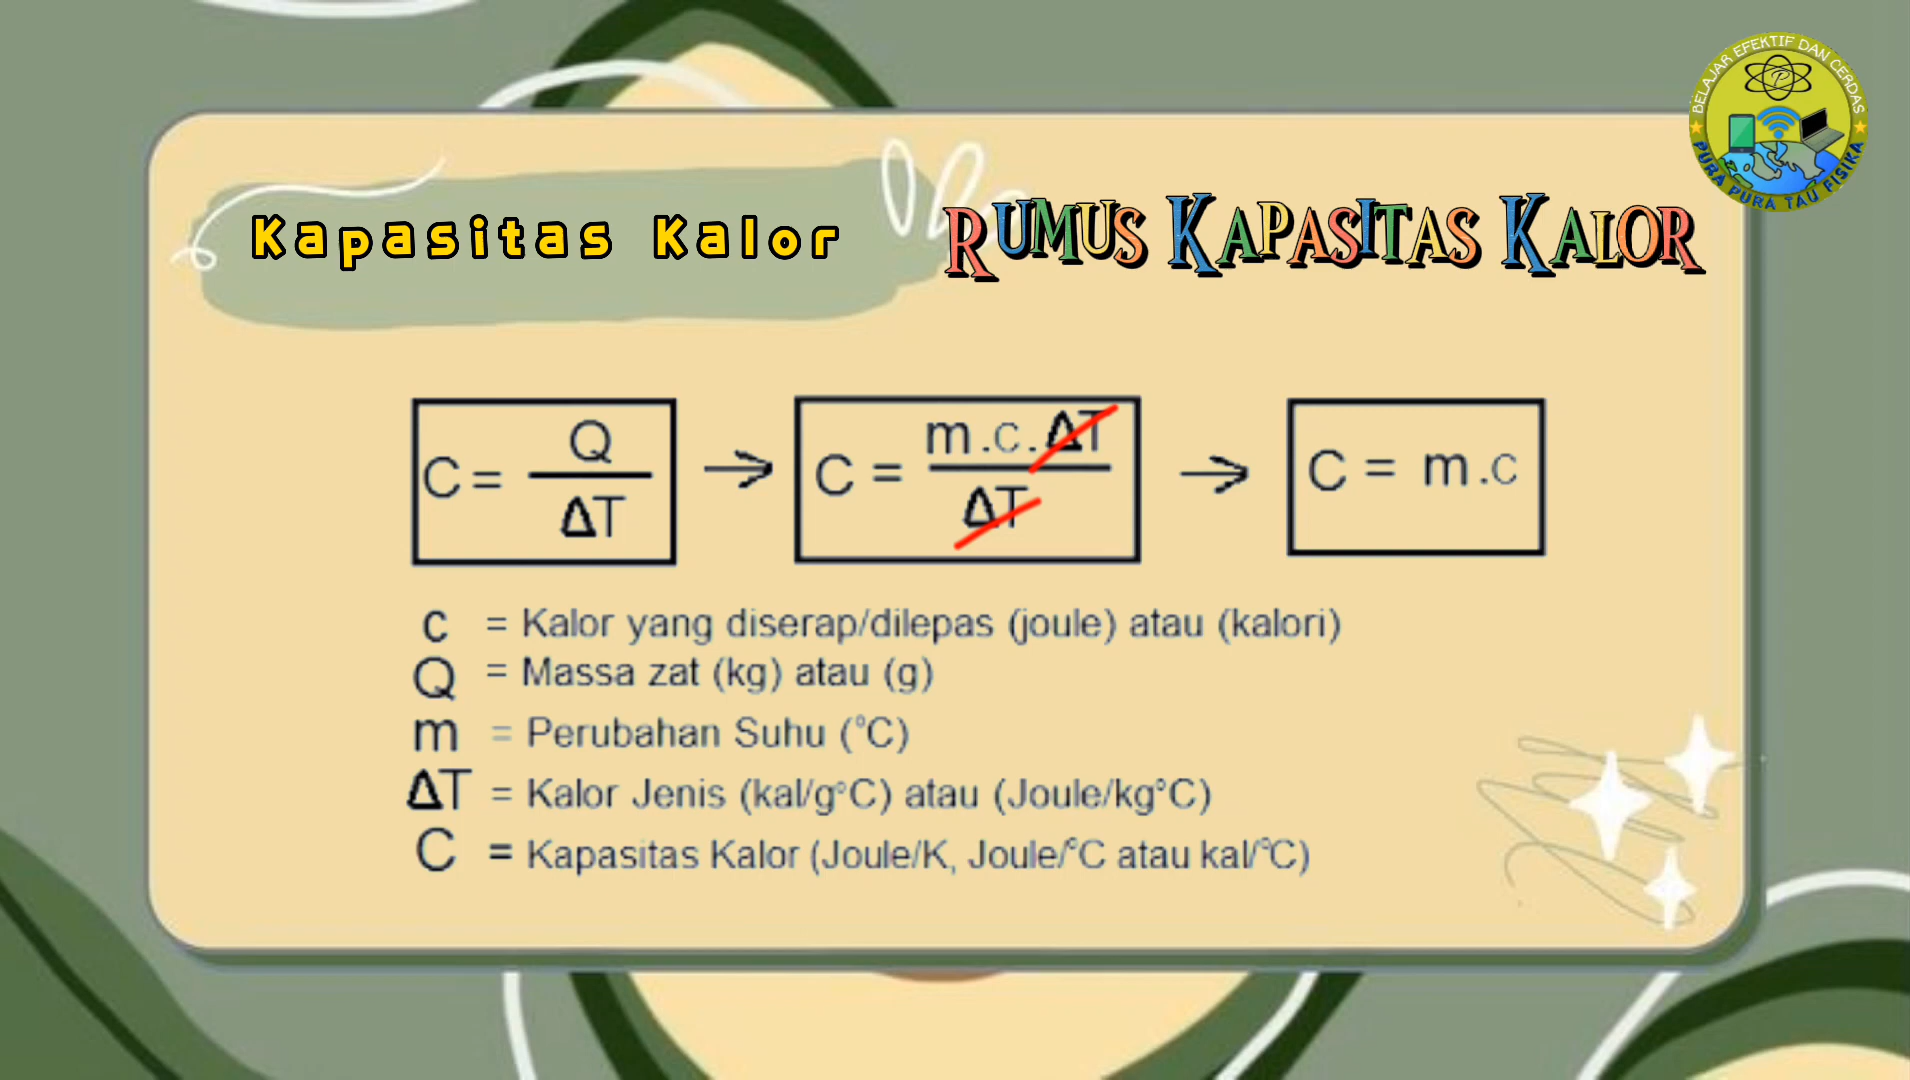 BELAJAR EFEKTIF DAN CERDAS
P
PURA PURA TAU FISIKA
Kapasitas Kalor
RUMUS KAPASITAS KALOR
C = Q / ΔT → C = m.c.ΔT / ΔT → C = m.c
c = Kalor yang diserap/dilepas (joule) atau (kalori)
Q = Massa zat (kg) atau (g)
m = Perubahan Suhu (°C)
ΔT = Kalor Jenis (kal/g°C) atau (Joule/kg°C)
C = Kapasitas Kalor (Joule/K, Joule/°C atau kal/°C)